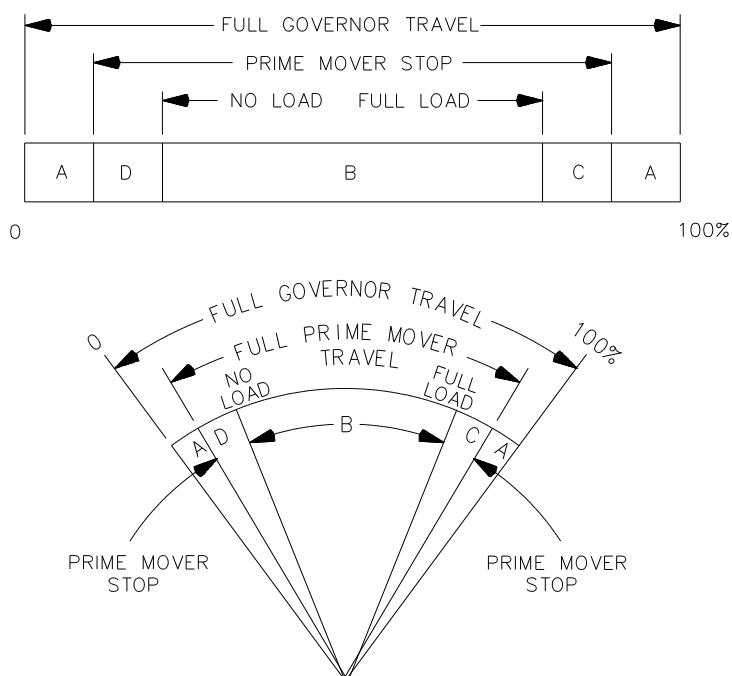 FULL GOVERNOR TRAVEL
PRIME MOVER STOP
NO LOAD FULL LOAD
A D B C A
0 100%
FULL GOVERNOR TRAVEL
0 100%
FULL PRIME MOVER
TRAVEL
NO
LOAD
FULL
LOAD
A D B C A
PRIME MOVER
STOP
PRIME MOVER
STOP